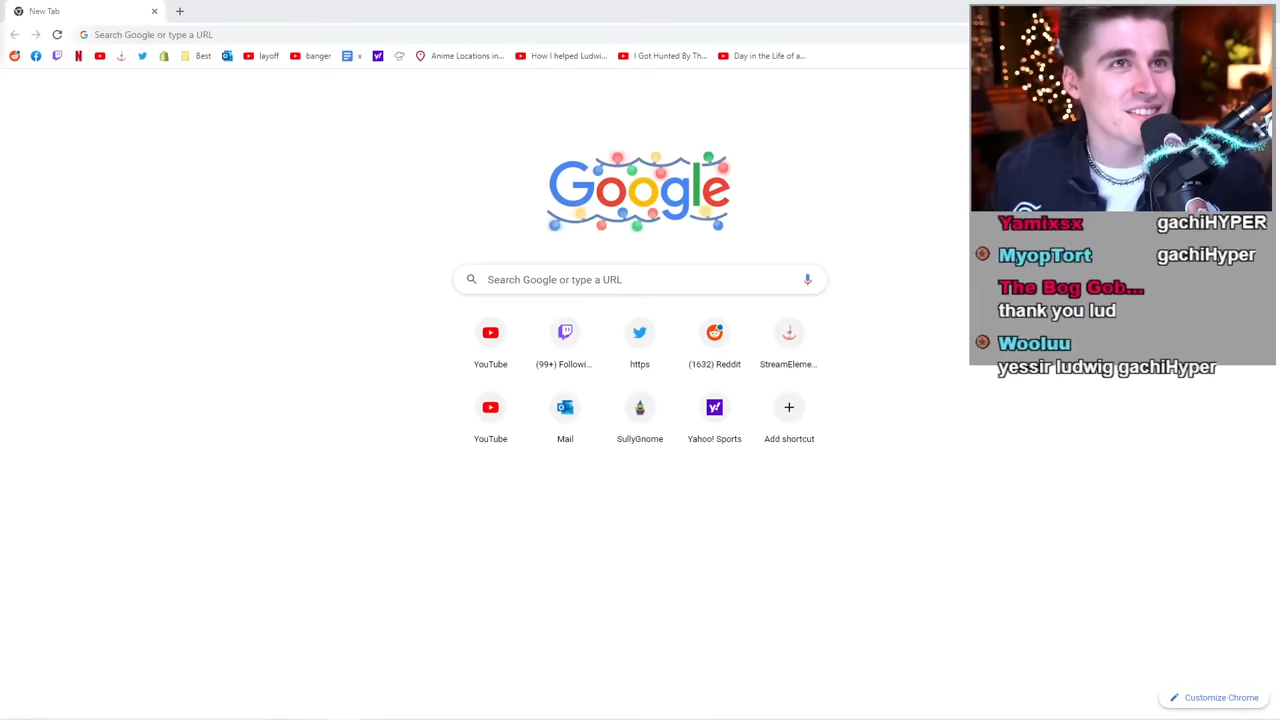 New Tab
Search Google or type a URL
Best
layoff
banger
x
Anime Locations in...
How I helped Ludwi...
I Got Hunted By Th...
Day in the Life of a...
Google
Search Google or type a URL
YouTube
(99+) Followi...
https
(1632) Reddit
StreamEleme...
YouTube
Mail
SullyGnome
Yahoo! Sports
Add shortcut
Yamixsx gachiHYPER
MyopTort gachiHyper
The Bog Gob...
thank you lud
Wooluu
yessir ludwig gachiHyper
Customize Chrome